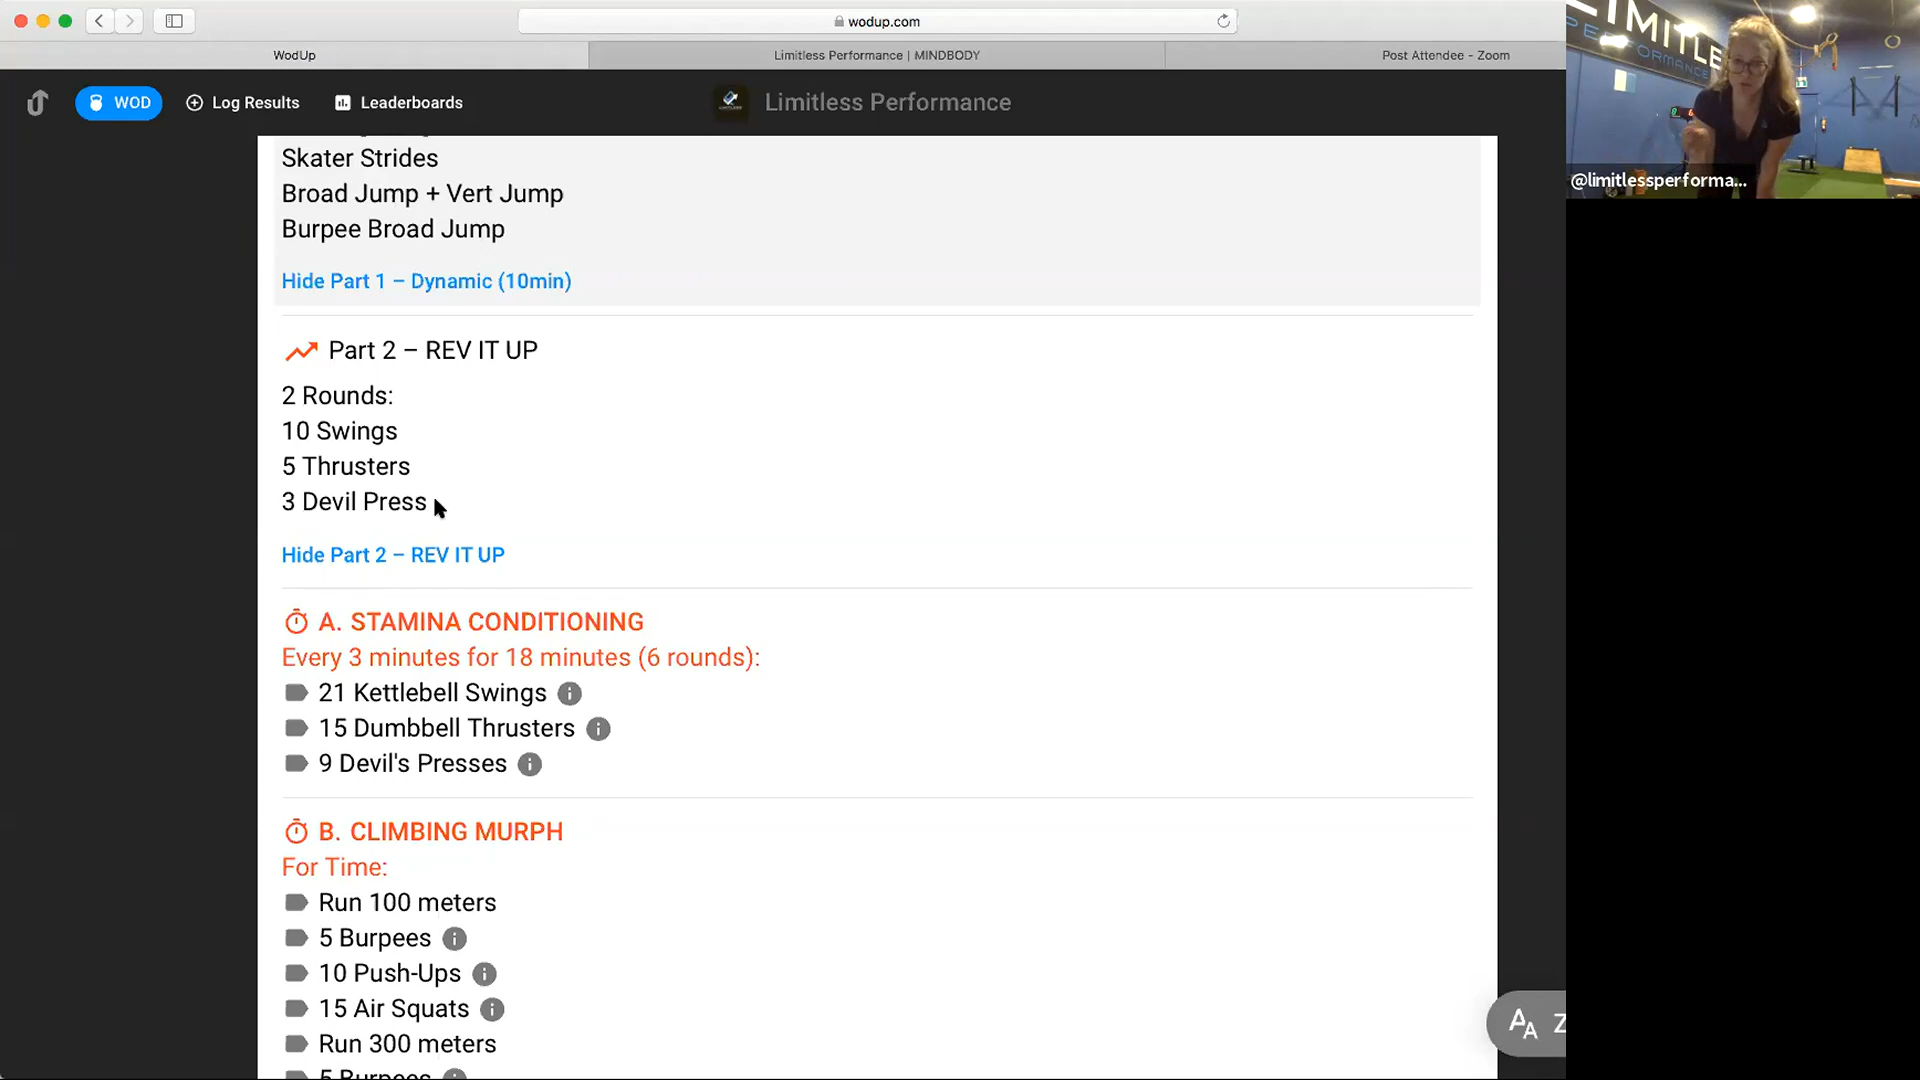 wodup.com
WodUp
Limitless Performance | MINDBODY
Post Attendee - Zoom
WOD
Log Results
Leaderboards
Limitless Performance
LIMITLE
PERFORMANCE
@limitlessperforma...
Skater Strides
Broad Jump + Vert Jump
Burpee Broad Jump
Hide Part 1 – Dynamic (10min)
Part 2 – REV IT UP
2 Rounds:
10 Swings
5 Thrusters
3 Devil Press
Hide Part 2 – REV IT UP
A. STAMINA CONDITIONING
Every 3 minutes for 18 minutes (6 rounds):
21 Kettlebell Swings
15 Dumbbell Thrusters
9 Devil's Presses
B. CLIMBING MURPH
For Time:
Run 100 meters
5 Burpees
10 Push-Ups
15 Air Squats
Run 300 meters
5 Burpees